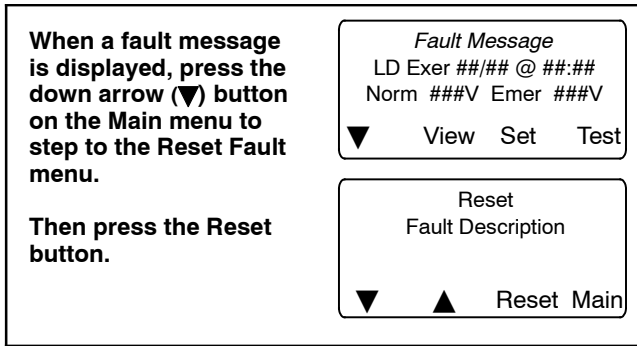 When a fault message
is displayed, press the
down arrow (▼) button
on the Main menu to
step to the Reset Fault
menu.
Then press the Reset
button.
Fault Message
LD Exer ##/## @ ##:##
Norm ###V Emer ###V
▼ View Set Test
Reset
Fault Description
▼ ▲ Reset Main